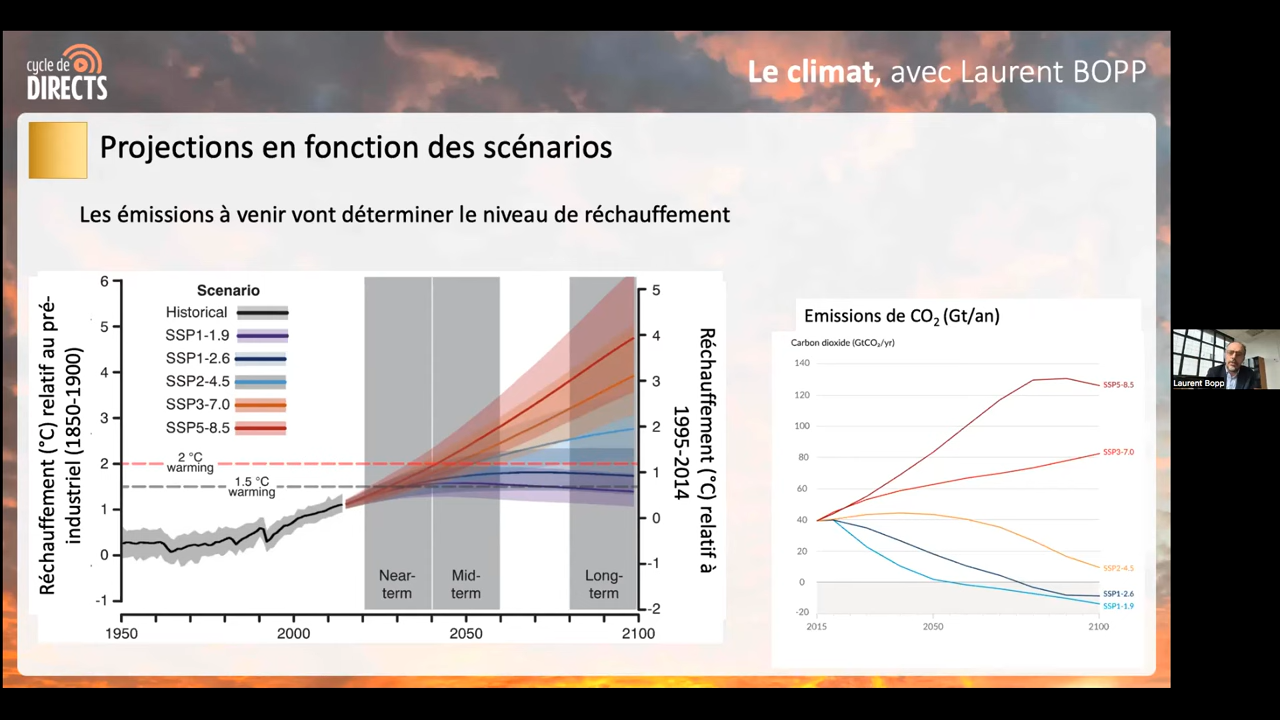 cycle de
DIRECTS
Le climat, avec Laurent BOPP
Projections en fonction des scénarios
Les émissions à venir vont déterminer le niveau de réchauffement
Réchauffement (°C) relatif au pré-
industriel (1850-1900)
6
5
4
3
2
1
0
-1
Scenario
Historical
SSP1-1.9
SSP1-2.6
SSP2-4.5
SSP3-7.0
SSP5-8.5
2 °C
warming
1.5 °C
warming
Near-
term
Mid-
term
Long-
term
1950
2000
2050
2100
5
4
3
2
1
0
-1
-2
Réchauffement (°C) relatif à
1995-2014
Emissions de CO₂ (Gt/an)
Carbon dioxide (GtCO₂/yr)
140
120
100
80
60
40
20
0
-20
SSP5-8.5
SSP3-7.0
SSP2-4.5
SSP1-2.6
SSP1-1.9
2015
2050
2100
Laurent Bopp